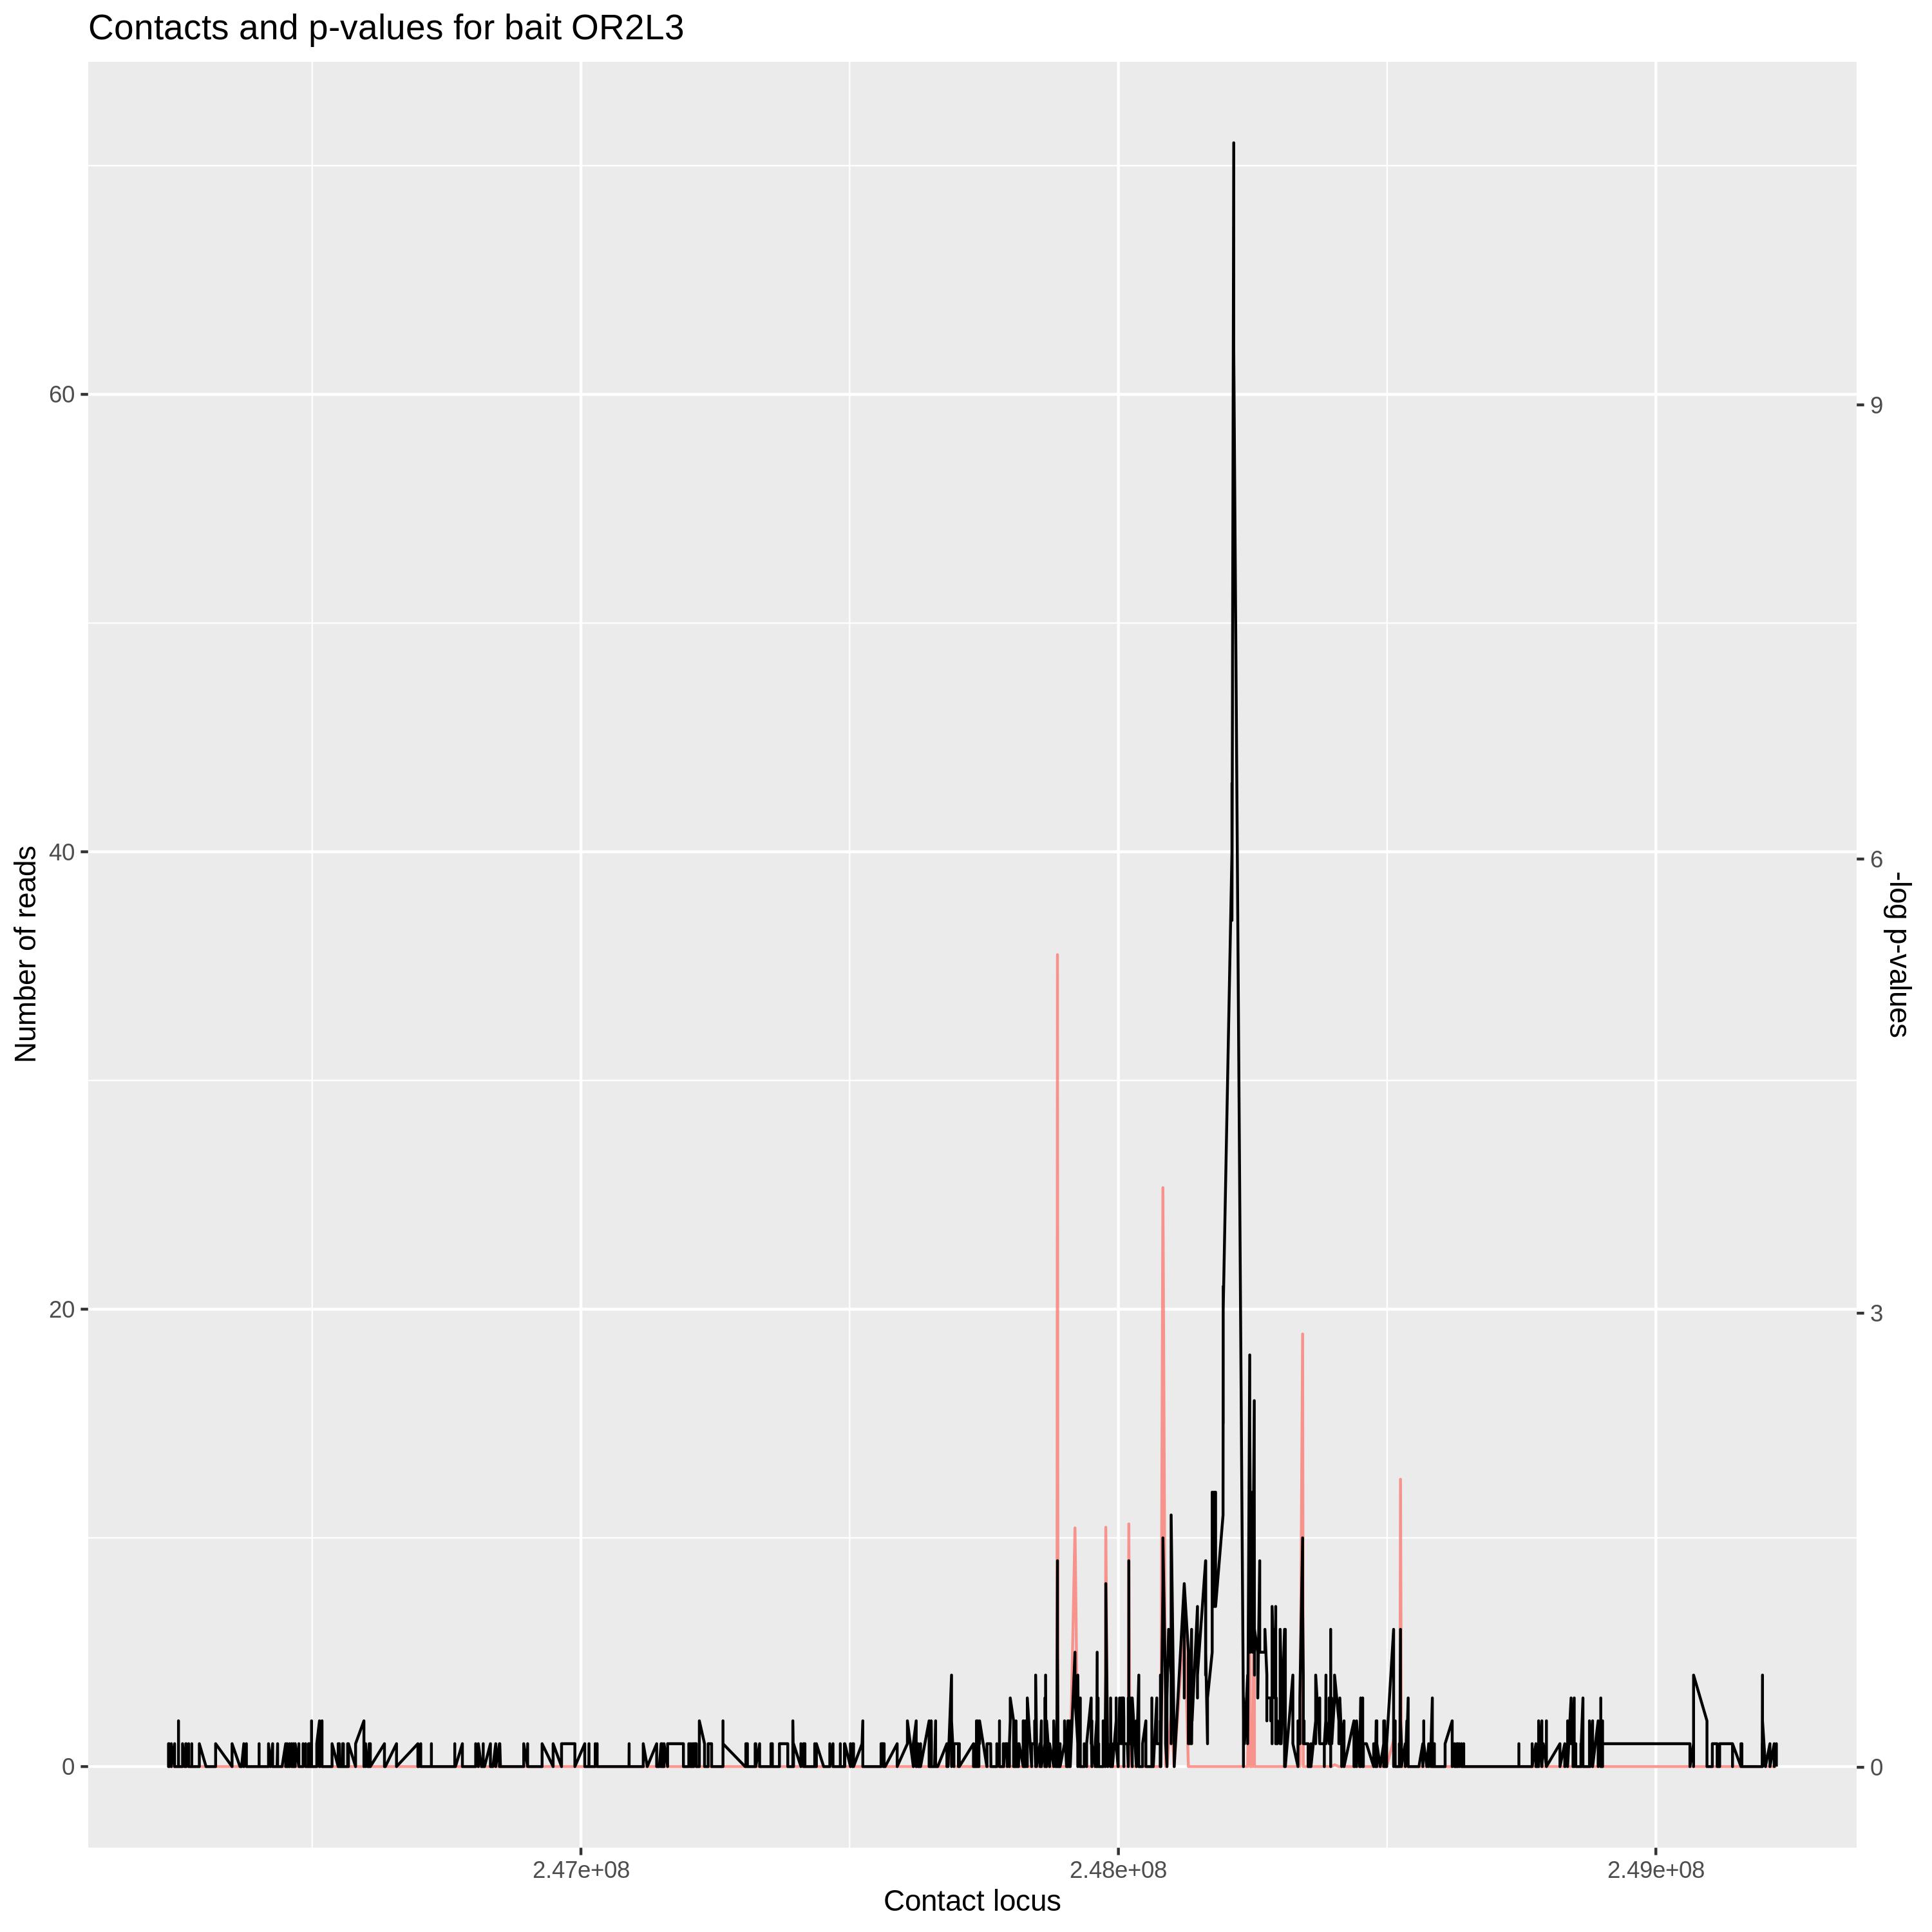 Contacts and p-values for bait OR2L3
60
40
20
0
9
6
3
0
Number of reads
-log p-values
2.47e+08
2.48e+08
2.49e+08
Contact locus